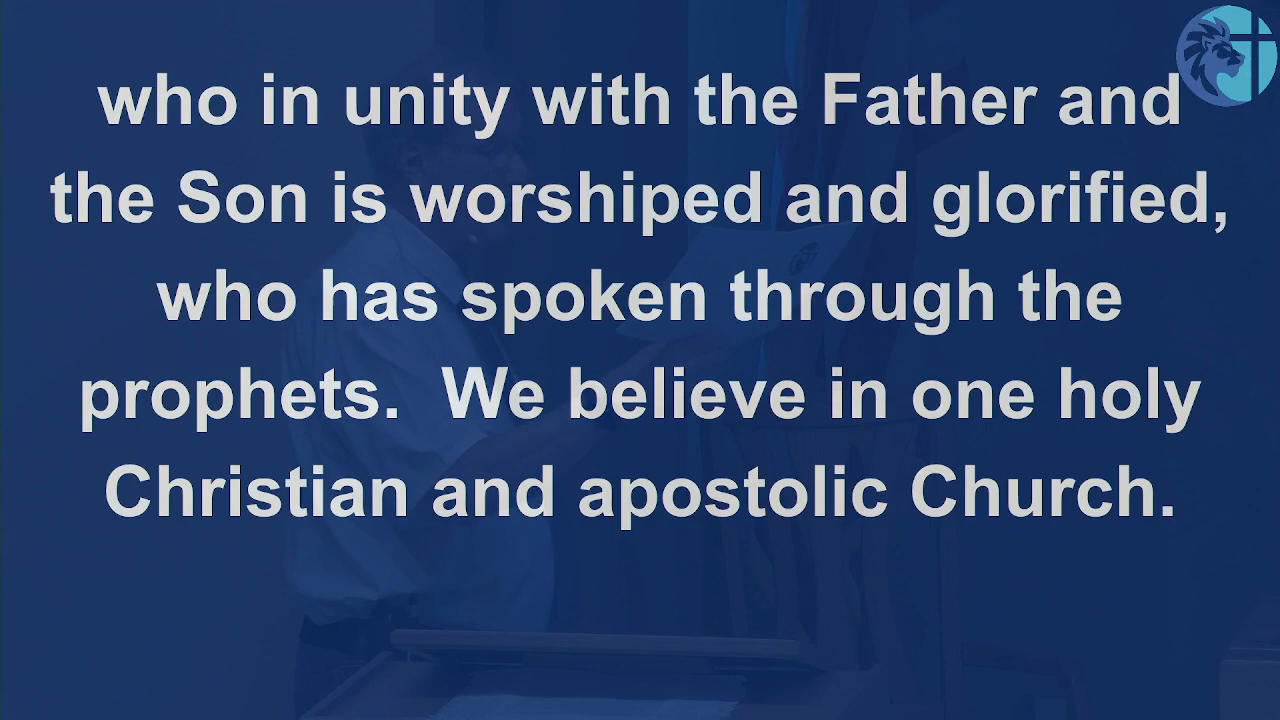 who in unity with the Father and
the Son is worshiped and glorified,
who has spoken through the
prophets.  We believe in one holy
Christian and apostolic Church.